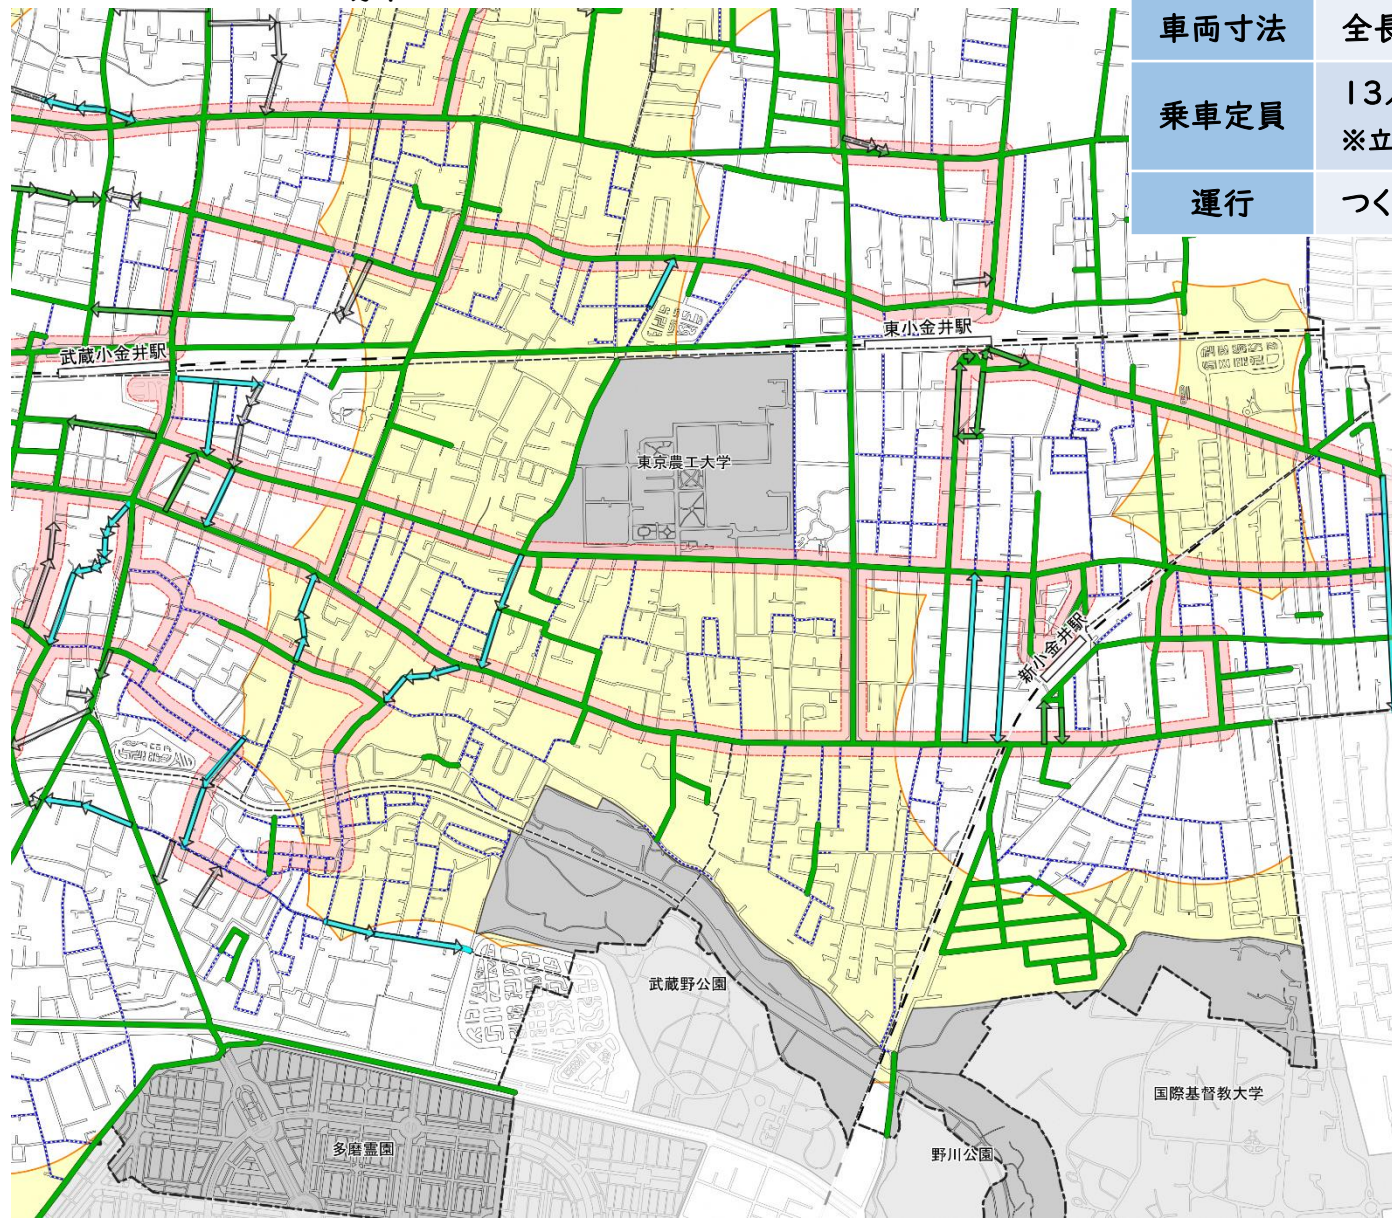 車両寸法 全長
乗車定員 13人
※立
運行 つく
東小金井駅
武蔵小金井駅
東京農工大学
新小金井駅
武蔵野公園
国際基督教大学
多磨霊園
野川公園